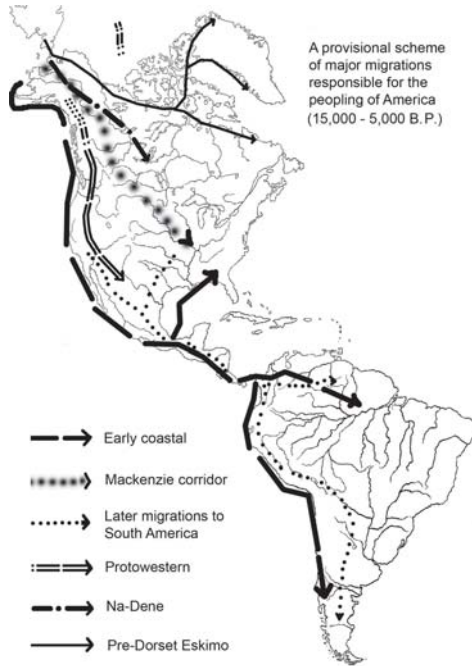 A provisional scheme
of major migrations
responsible for the
peopling of America
(15,000 - 5,000 B.P.)
Early coastal
Mackenzie corridor
Later migrations to
South America
Protowestern
Na-Dene
Pre-Dorset Eskimo